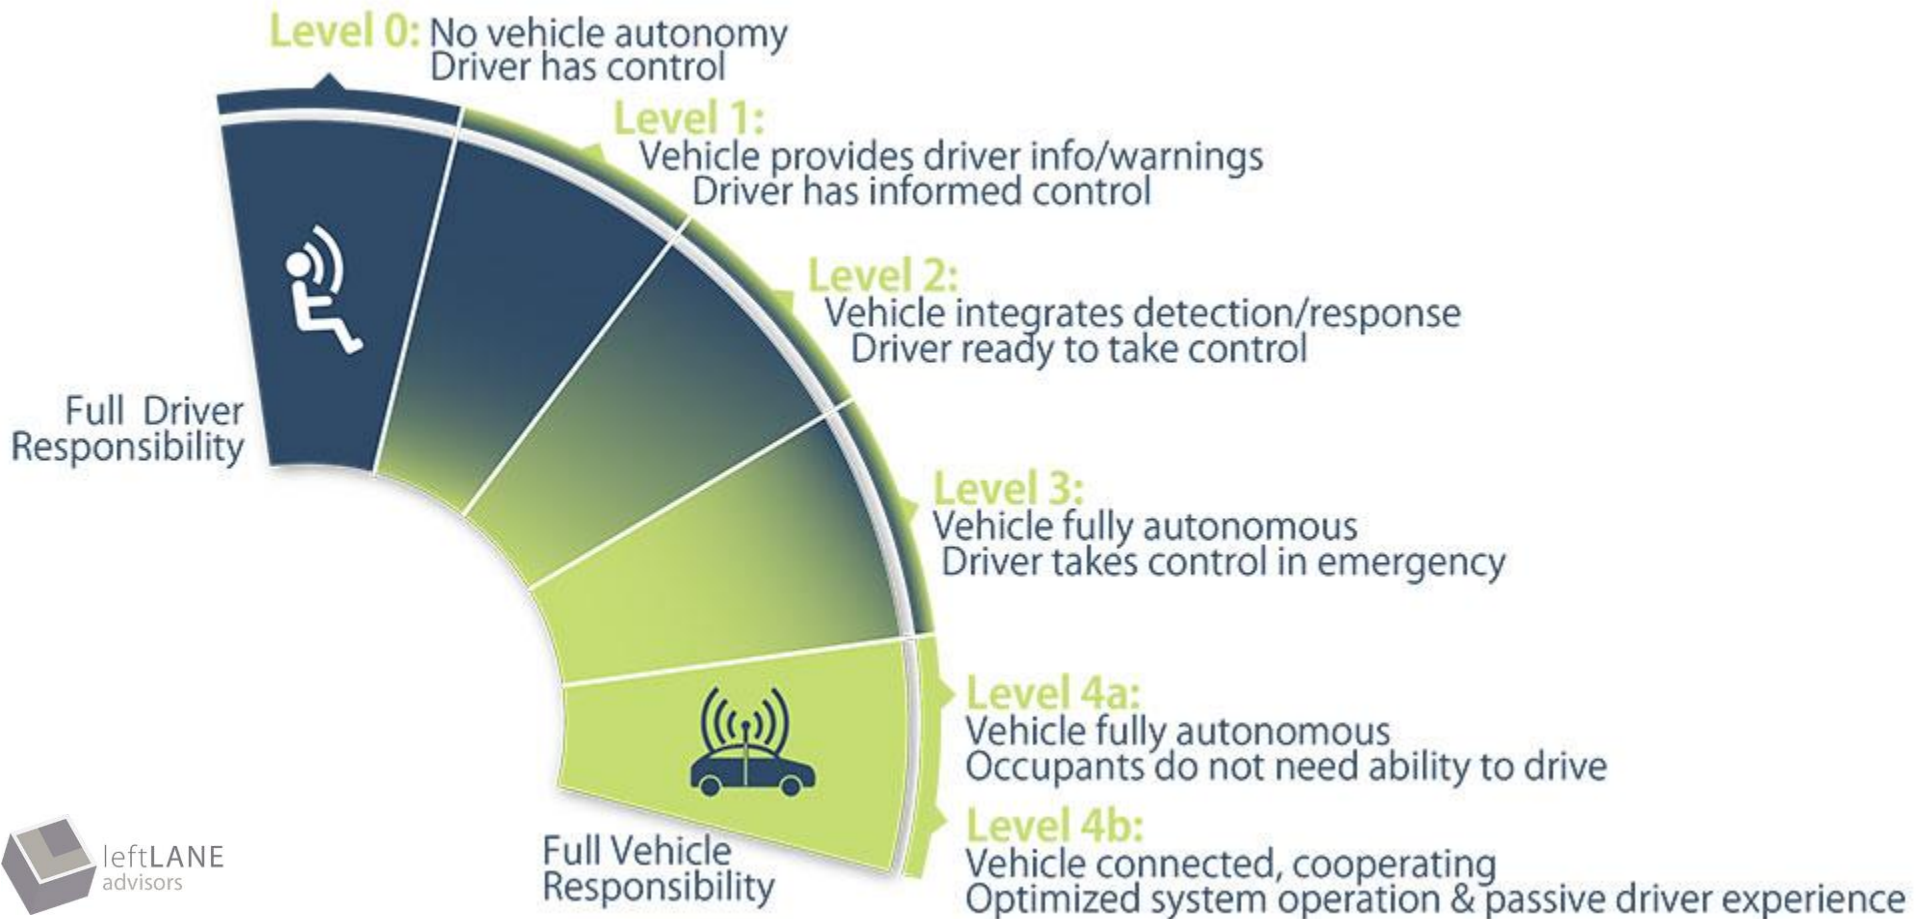 Level 0: No vehicle autonomy
Driver has control
Level 1:
Vehicle provides driver info/warnings
Driver has informed control
Level 2:
Vehicle integrates detection/response
Driver ready to take control
Full Driver
Responsibility
Level 3:
Vehicle fully autonomous
Driver takes control in emergency
Level 4a:
Vehicle fully autonomous
Occupants do not need ability to drive
Level 4b:
Vehicle connected, cooperating
Optimized system operation & passive driver experience
Full Vehicle
Responsibility
leftLANE
advisors